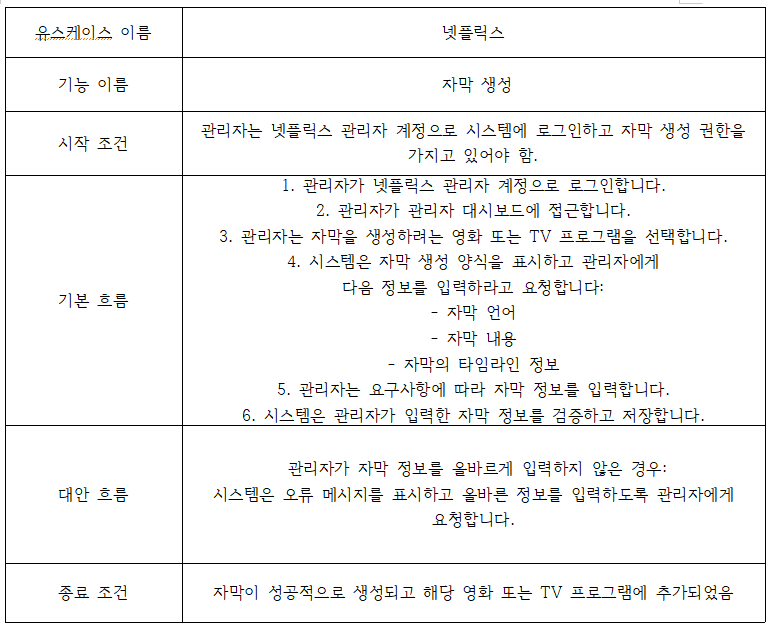 유스케이스 이름
넷플릭스
기능 이름
자막 생성
시작 조건
관리자는 넷플릭스 관리자 계정으로 시스템에 로그인하고 자막 생성 권한을
가지고 있어야 함.
기본 흐름
1. 관리자가 넷플릭스 관리자 계정으로 로그인합니다.
2. 관리자가 관리자 대시보드에 접근합니다.
3. 관리자는 자막을 생성하려는 영화 또는 TV 프로그램을 선택합니다.
4. 시스템은 자막 생성 양식을 표시하고 관리자에게
다음 정보를 입력하라고 요청합니다:
- 자막 언어
- 자막 내용
- 자막의 타임라인 정보
5. 관리자는 요구사항에 따라 자막 정보를 입력합니다.
6. 시스템은 관리자가 입력한 자막 정보를 검증하고 저장합니다.
대안 흐름
관리자가 자막 정보를 올바르게 입력하지 않은 경우:
시스템은 오류 메시지를 표시하고 올바른 정보를 입력하도록 관리자에게
요청합니다.
종료 조건
자막이 성공적으로 생성되고 해당 영화 또는 TV 프로그램에 추가되었음